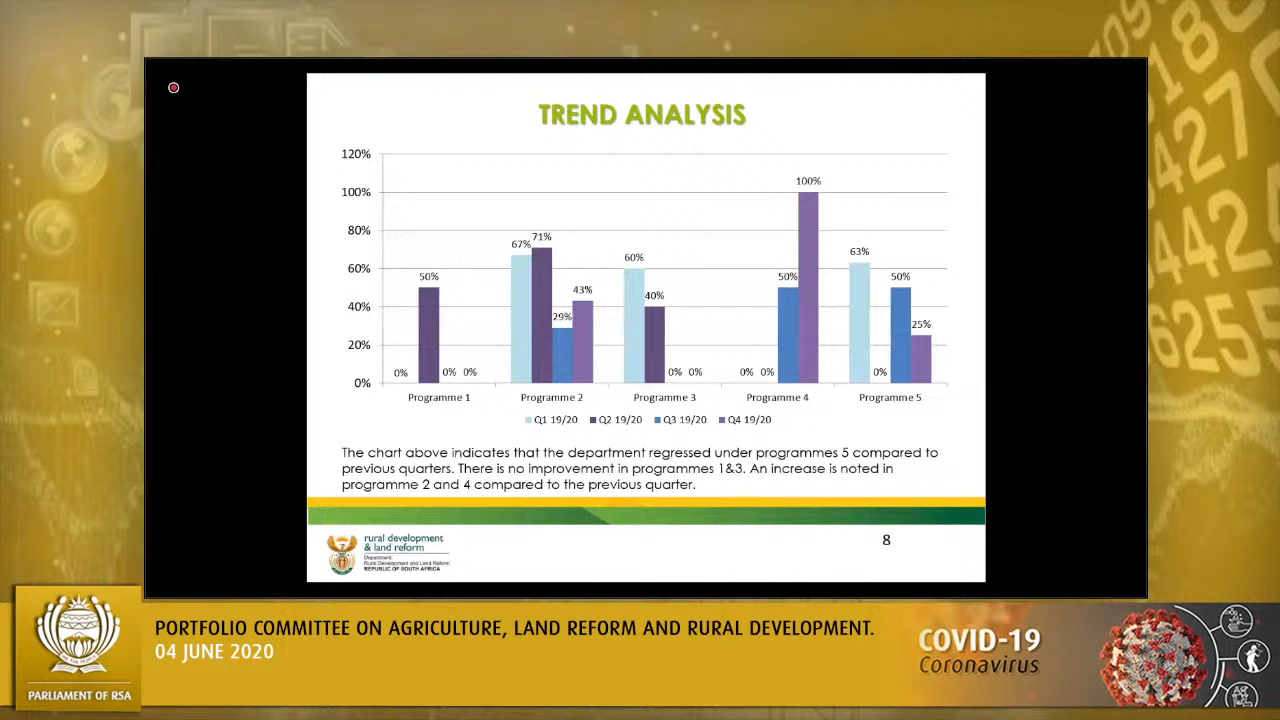 TREND ANALYSIS
120%
100%
80%
60%
40%
20%
0%
0%
50%
0%
0%
67%
71%
29%
43%
60%
40%
0%
0%
0%
0%
50%
100%
63%
0%
50%
25%
Programme 1
Programme 2
Programme 3
Programme 4
Programme 5
Q1 19/20
Q2 19/20
Q3 19/20
Q4 19/20
The chart above indicates that the department regressed under programmes 5 compared to
previous quarters. There is no improvement in programmes 1&3. An increase is noted in
programme 2 and 4 compared to the previous quarter.
rural development
& land reform
Department:
Rural Development and Land Reform
REPUBLIC OF SOUTH AFRICA
8
PORTFOLIO COMMITTEE ON AGRICULTURE, LAND REFORM AND RURAL DEVELOPMENT.
04 JUNE 2020
PARLIAMENT OF RSA
COVID-19
Coronavirus